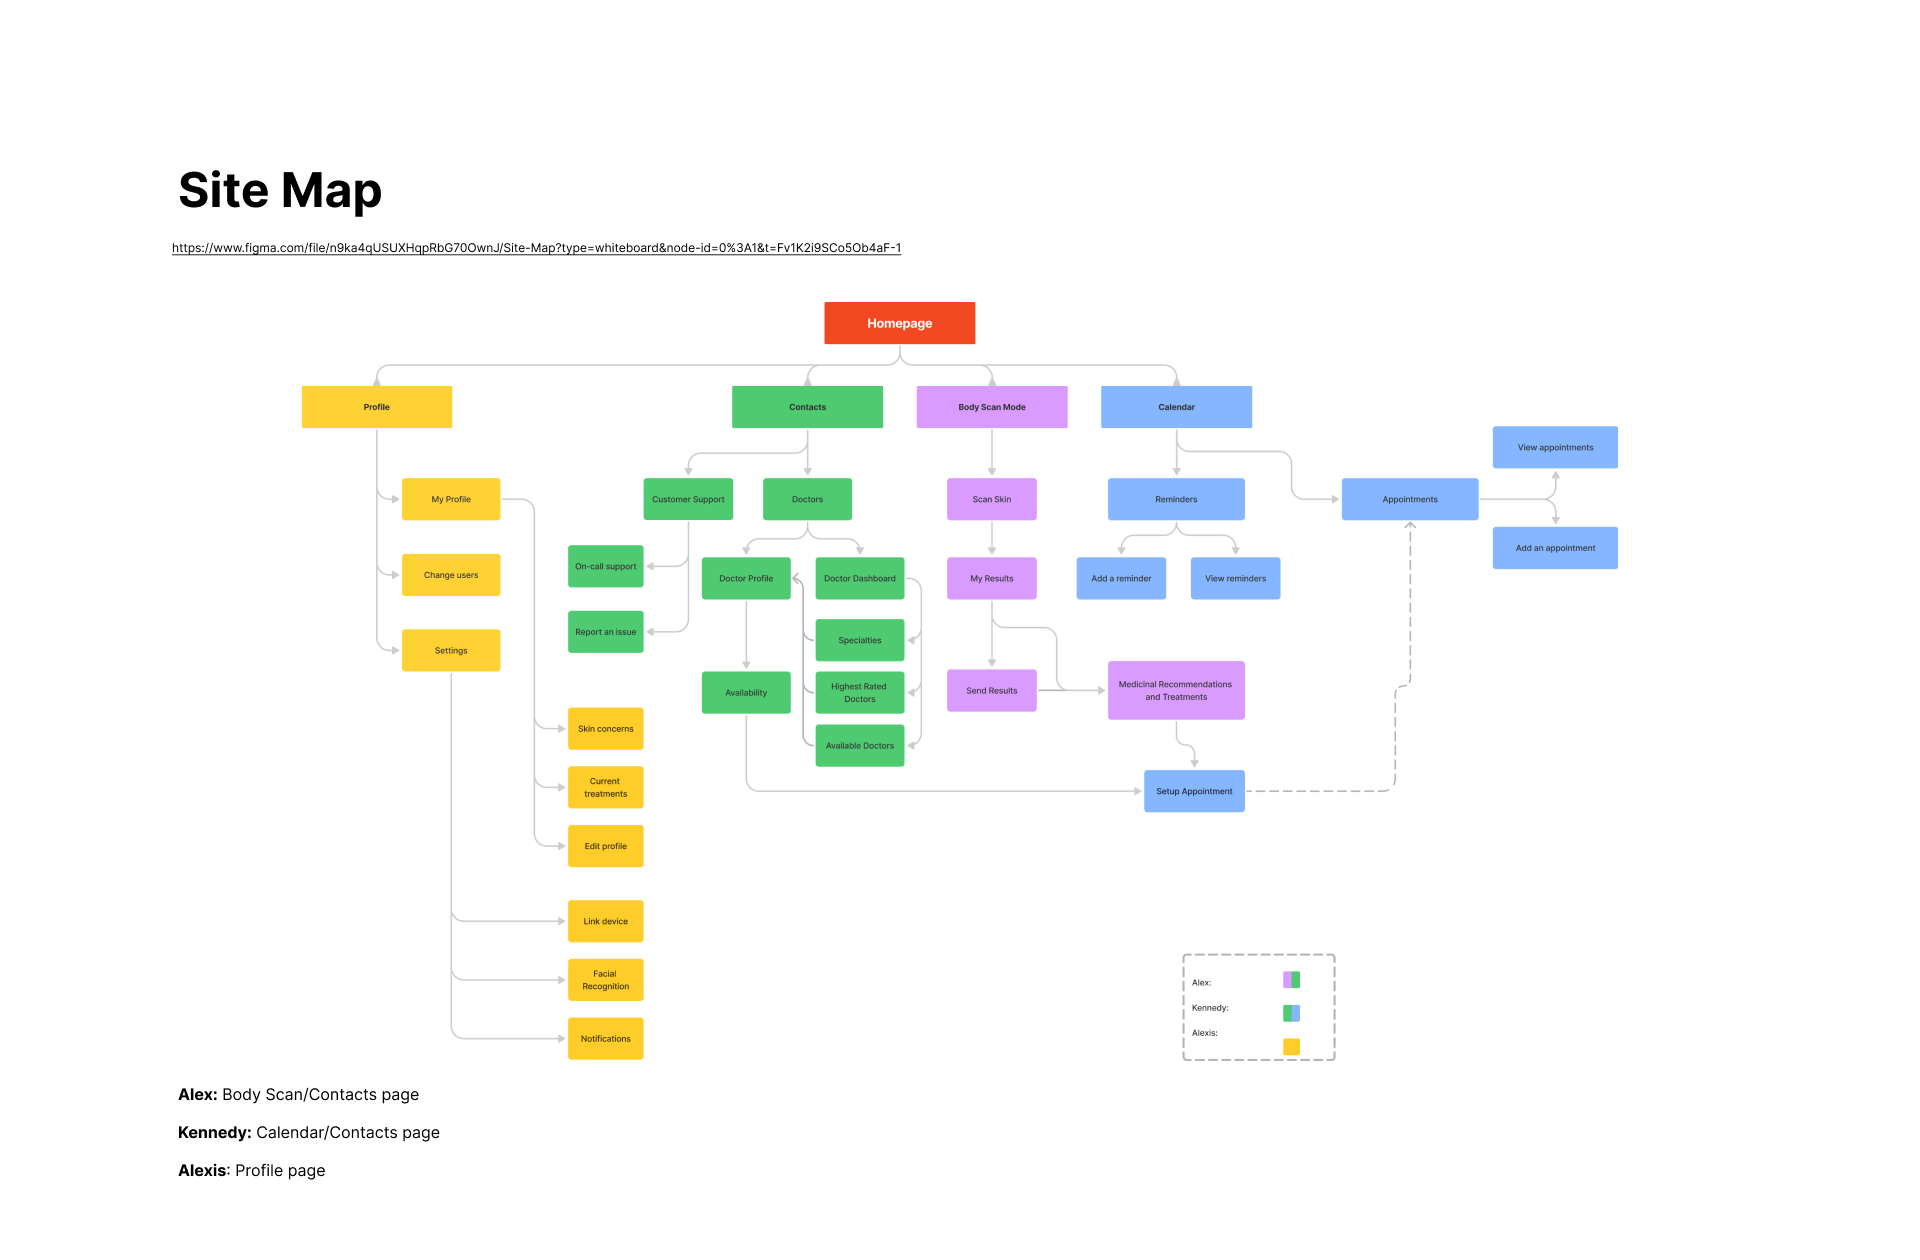 Site Map
https://www.figma.com/file/n9ka4qUSUXHqpRbG70OwnJ/Site-Map?type=whiteboard&node-id=0%3A1&t=Fv1K2i9SCo5Ob4aF-1
Homepage
Profile
Contacts
Body Scan Mode
Calendar
View appointments
My Profile
Customer Support
Doctors
Scan Skin
Reminders
Appointments
Add an appointment
On-call support
Change users
Doctor Profile
Doctor Dashboard
My Results
Add a reminder
View reminders
Report an issue
Specialties
Settings
Availability
Highest Rated
Doctors
Send Results
Medicinal Recommendations
and Treatments
Skin concerns
Available Doctors
Current
treatments
Setup Appointment
Edit profile
Link device
Facial
Recognition
Notifications
Alex:
Kennedy:
Alexis:
Alex: Body Scan/Contacts page
Kennedy: Calendar/Contacts page
Alexis: Profile page